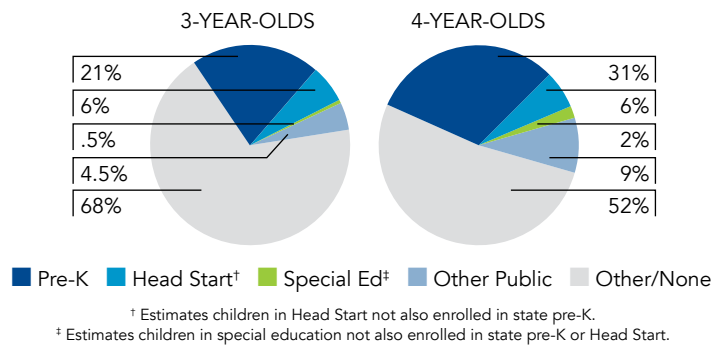 3-YEAR-OLDS
4-YEAR-OLDS
21%
6%
.5%
4.5%
68%
31%
6%
2%
9%
52%
Pre-K Head Start† Special Ed‡ Other Public Other/None
† Estimates children in Head Start not also enrolled in state pre-K.
‡ Estimates children in special education not also enrolled in state pre-K or Head Start.